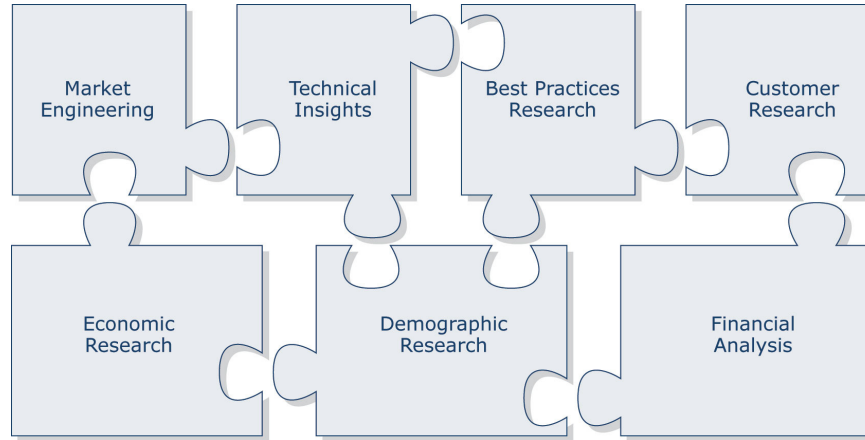 Market
Engineering
Technical
Insights
Best Practices
Research
Customer
Research
Economic
Research
Demographic
Research
Financial
Analysis